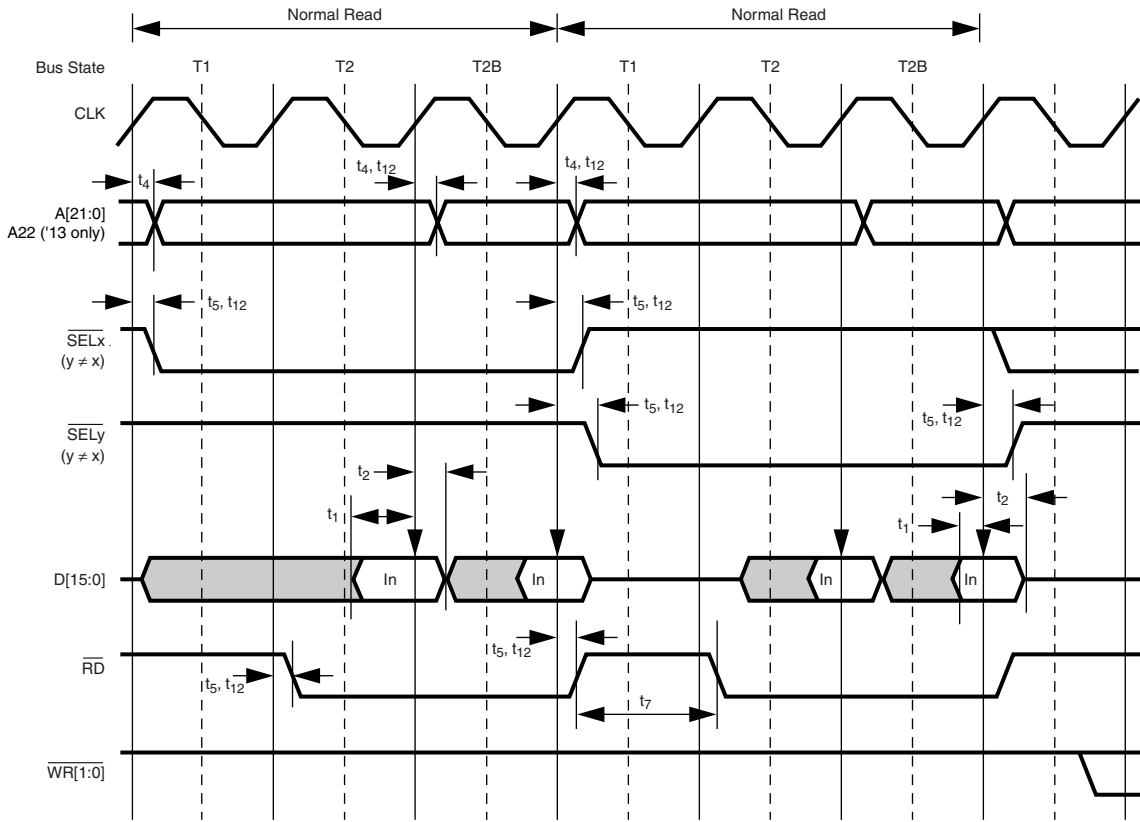 Normal Read Normal Read
Bus State T1 T2 T2B T1 T2 T2B
CLK
t4, t12 t4, t12
t4
A[21:0]
A22 ('13 only)
t5, t12 t5, t12
SELx
(y ≠ x)
t5, t12 t5, t12
SELy
(y ≠ x)
t2 t2
t1 t1
D[15:0] In In In In
t5, t12
RD
t5, t12
t7
WR[1:0]